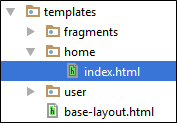 templates
fragments
home
index.html
user
base-layout.html